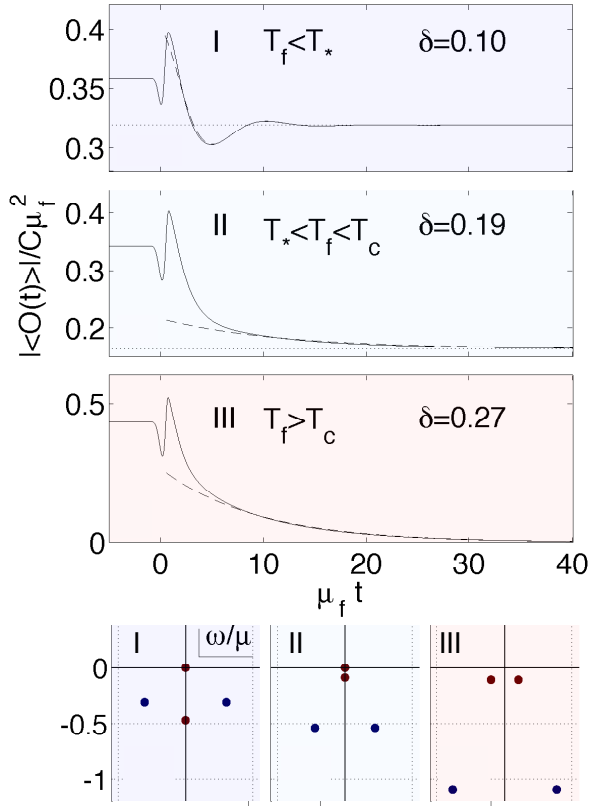 0.4
I T_f<T_* δ=0.10
0.35
0.3
0.4
II T_*<T_f<T_c δ=0.19
0.3
0.2
|<O(t)>|/Cμ_f^2
0.5
III T_f>T_c δ=0.27
0
0 10 20 30 40
μ_f t
I ω/μ II III
0
-0.5
-1